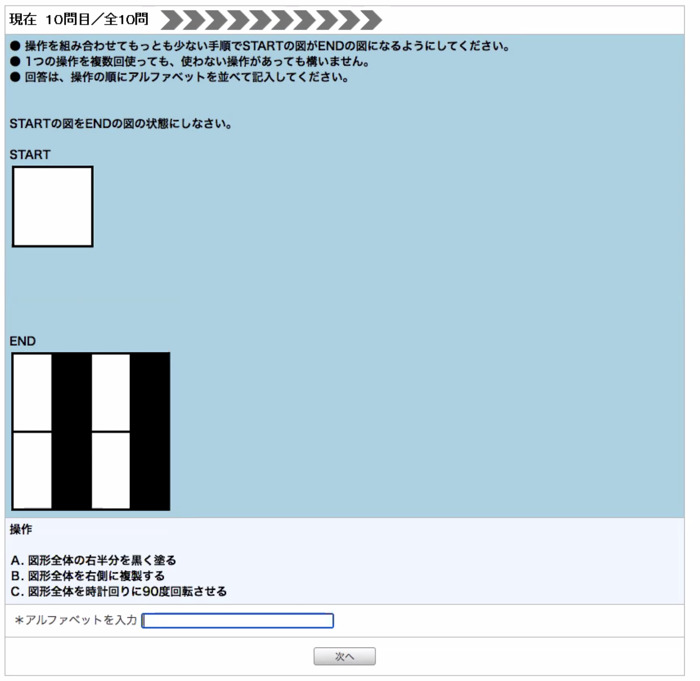 現在 10問目／全10問
● 操作を組み合わせてもっとも少ない手順でSTARTの図がENDの図になるようにしてください。
● 1つの操作を複数回使っても、使わない操作があっても構いません。
● 回答は、操作の順にアルファベットを並べて記入してください。
STARTの図をENDの図の状態にしなさい。
START
END
操作
A. 図形全体の右半分を黒く塗る
B. 図形全体を右側に複製する
C. 図形全体を時計回りに90度回転させる
＊アルファベットを入力
次へ